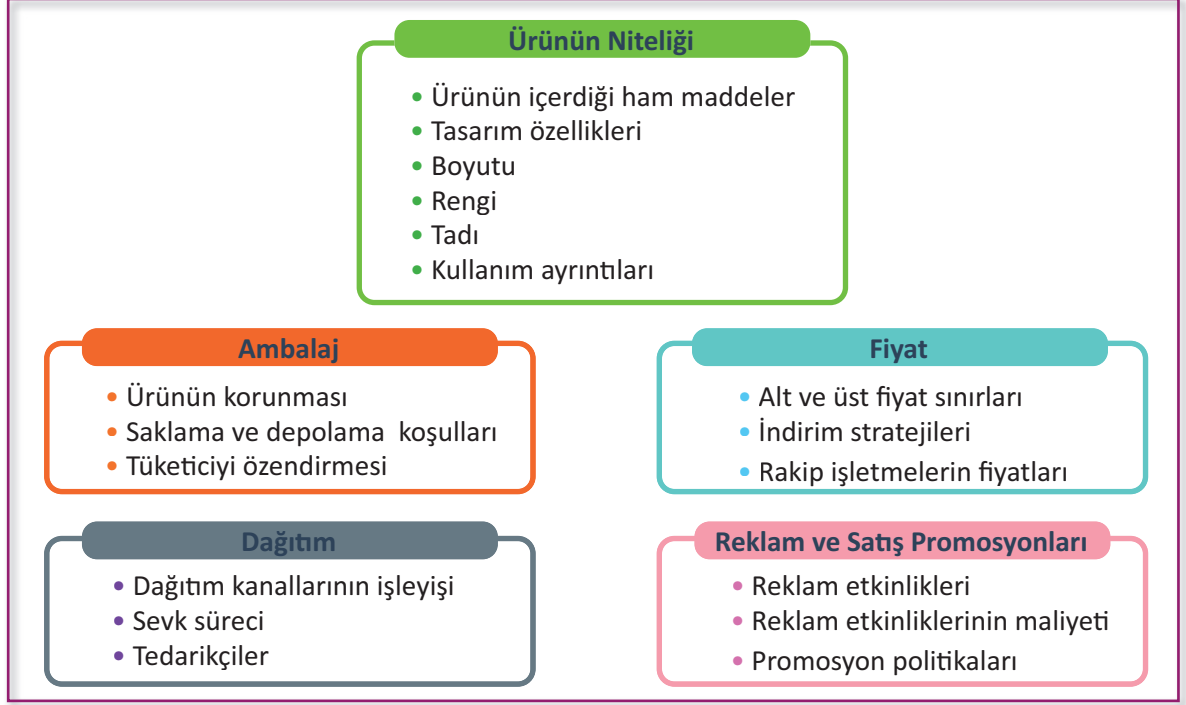 Ürünün Niteliği
• Ürünün içerdiği ham maddeler
• Tasarım özellikleri
• Boyutu
• Rengi
• Tadı
• Kullanım ayrıntıları
Ambalaj
• Ürünün korunması
• Saklama ve depolama koşulları
• Tüketiciyi özendirmesi
Fiyat
• Alt ve üst fiyat sınırları
• İndirim stratejileri
• Rakip işletmelerin fiyatları
Dağıtım
• Dağıtım kanallarının işleyişi
• Sevk süreci
• Tedarikçiler
Reklam ve Satış Promosyonları
• Reklam etkinlikleri
• Reklam etkinliklerinin maliyeti
• Promosyon politikaları